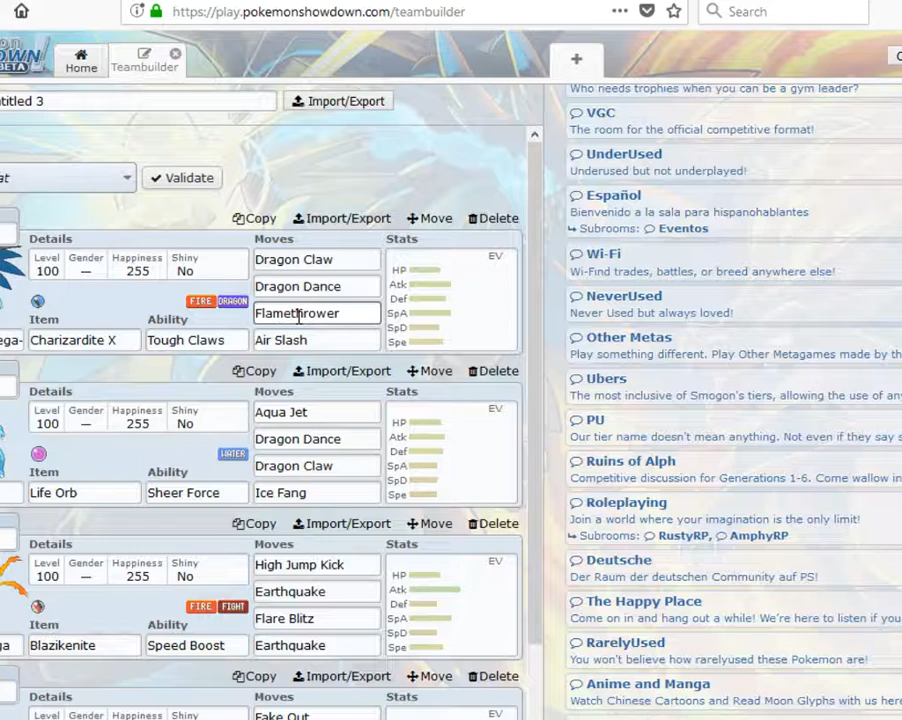 https://play.pokemonshowdown.com/teambuilder
Search
OWN
BETA
Home
Teambuilder
+
ntitled 3
Import/Export
Who needs trophies when you can be a gym leader?
VGC
The room for the official competitive format!
at
Validate
UnderUsed
Underused but not underplayed!
Español
Bienvenido a la sala para hispanohablantes
Subrooms: Eventos
Copy Import/Export Move Delete
Details Moves Stats
Level Gender Happiness Shiny
100 — 255 No
Dragon Claw
Dragon Dance
Flamethrower
Air Slash
EV
HP
Atk
Def
SpA
SpD
Spe
FIRE DRAGON
Item Ability
ega- Charizardite X Tough Claws
Wi-Fi
Wi-Find trades, battles, or breed anywhere else!
NeverUsed
Never Used but always loved!
Other Metas
Play something different. Play Other Metagames made by th
Copy Import/Export Move Delete
Details Moves Stats
Level Gender Happiness Shiny
100 — 255 No
Aqua Jet
Dragon Dance
Dragon Claw
Ice Fang
EV
HP
Atk
Def
SpA
SpD
Spe
WATER
Item Ability
Life Orb Sheer Force
Ubers
The most inclusive of Smogon's tiers, allowing the use of any
PU
Our tier name doesn't mean anything. Not even if they say s
Ruins of Alph
Competitive discussion for Generations 1-6. Come wallow in
Roleplaying
Join a world where your imagination is the only limit!
Subrooms: RustyRP, AmphyRP
Copy Import/Export Move Delete
Details Moves Stats
Level Gender Happiness Shiny
100 — 255 No
High Jump Kick
Earthquake
Flare Blitz
Earthquake
EV
HP
Atk
Def
SpA
SpD
Spe
FIRE FIGHT
Item Ability
ga Blazikenite Speed Boost
Deutsche
Der Raum der deutschen Community auf PS!
The Happy Place
Come on in and hang out a while! We're here to listen if you
RarelyUsed
You won't believe how rarelyused these Pokemon are!
Anime and Manga
Watch Chinese Cartoons and Read Moon Glyphs with us here
Copy Import/Export Move Delete
Details Moves Stats
Level Gender Happiness Shiny
Fake Out
EV